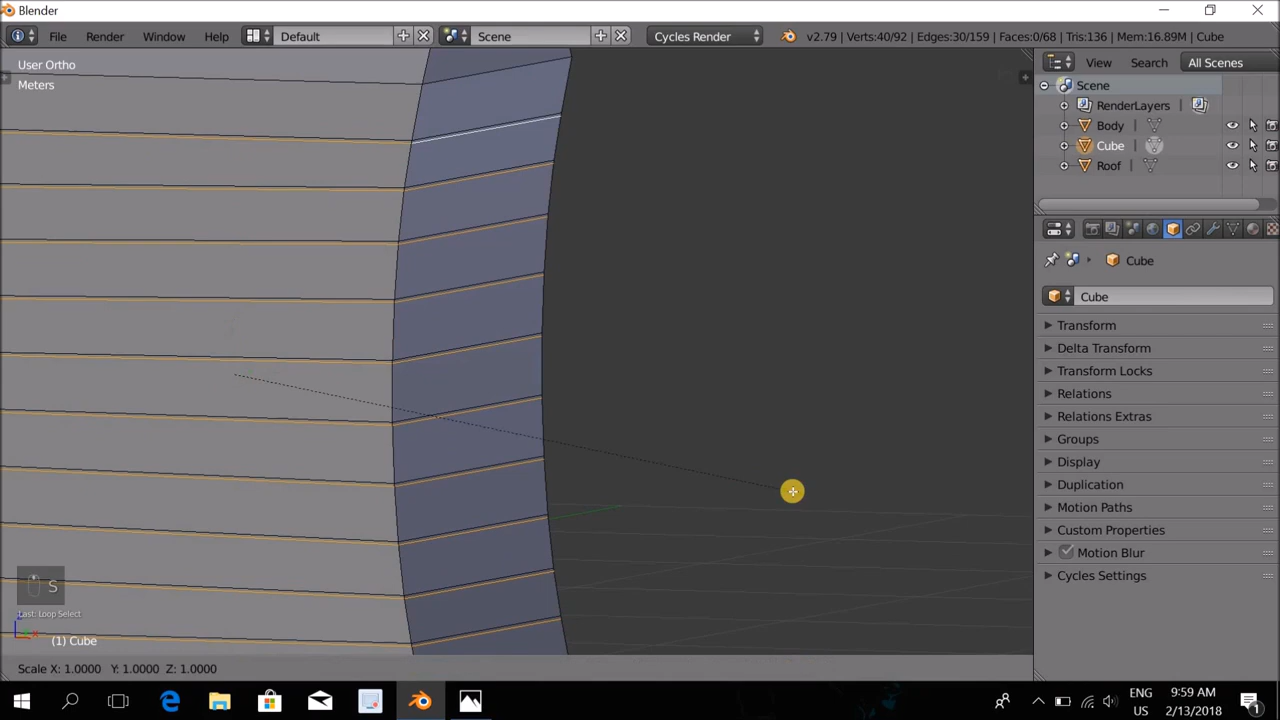 Blender
File Render Window Help Default Scene Cycles Render v2.79 | Verts:40/92 | Edges:30/159 | Faces:0/68 | Tris:136 | Mem:16.89M | Cube
User Ortho
Meters
View Search All Scenes
Scene
RenderLayers
Body
Cube
Roof
Cube
Cube
Transform
Delta Transform
Transform Locks
Relations
Relations Extras
Groups
Display
Duplication
Motion Paths
Custom Properties
Motion Blur
Cycles Settings
S
Last: Loop Select
(1) Cube
Scale X: 1.0000 Y: 1.0000 Z: 1.0000
ENG
US
9:59 AM
2/13/2018